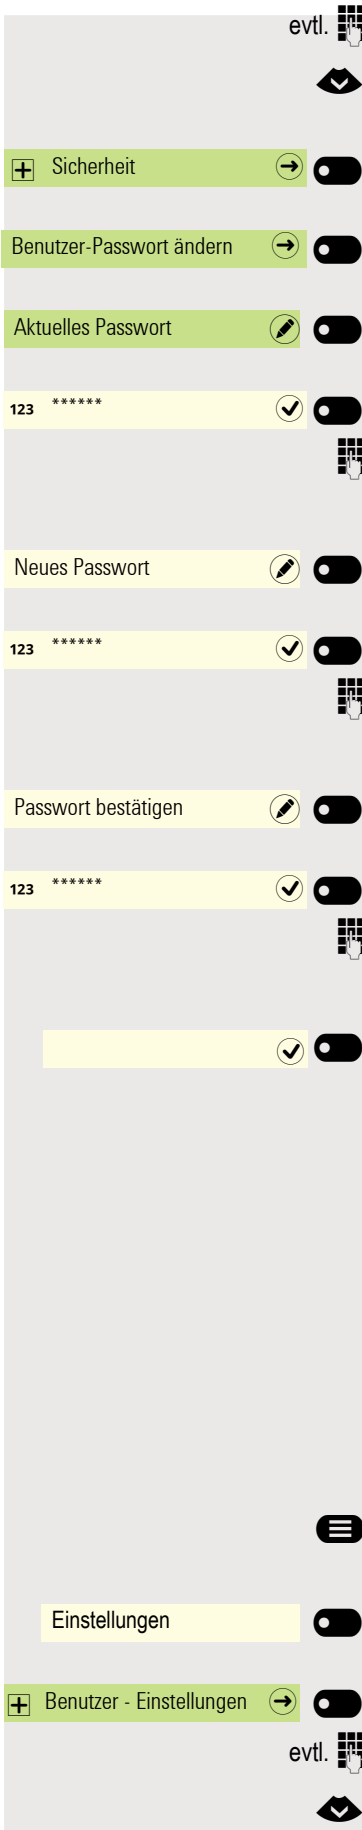 evtl.
Sicherheit
Benutzer-Passwort ändern
Aktuelles Passwort
123 ******
Neues Passwort
123 ******
Passwort bestätigen
123 ******
Einstellungen
Benutzer - Einstellungen
evtl.